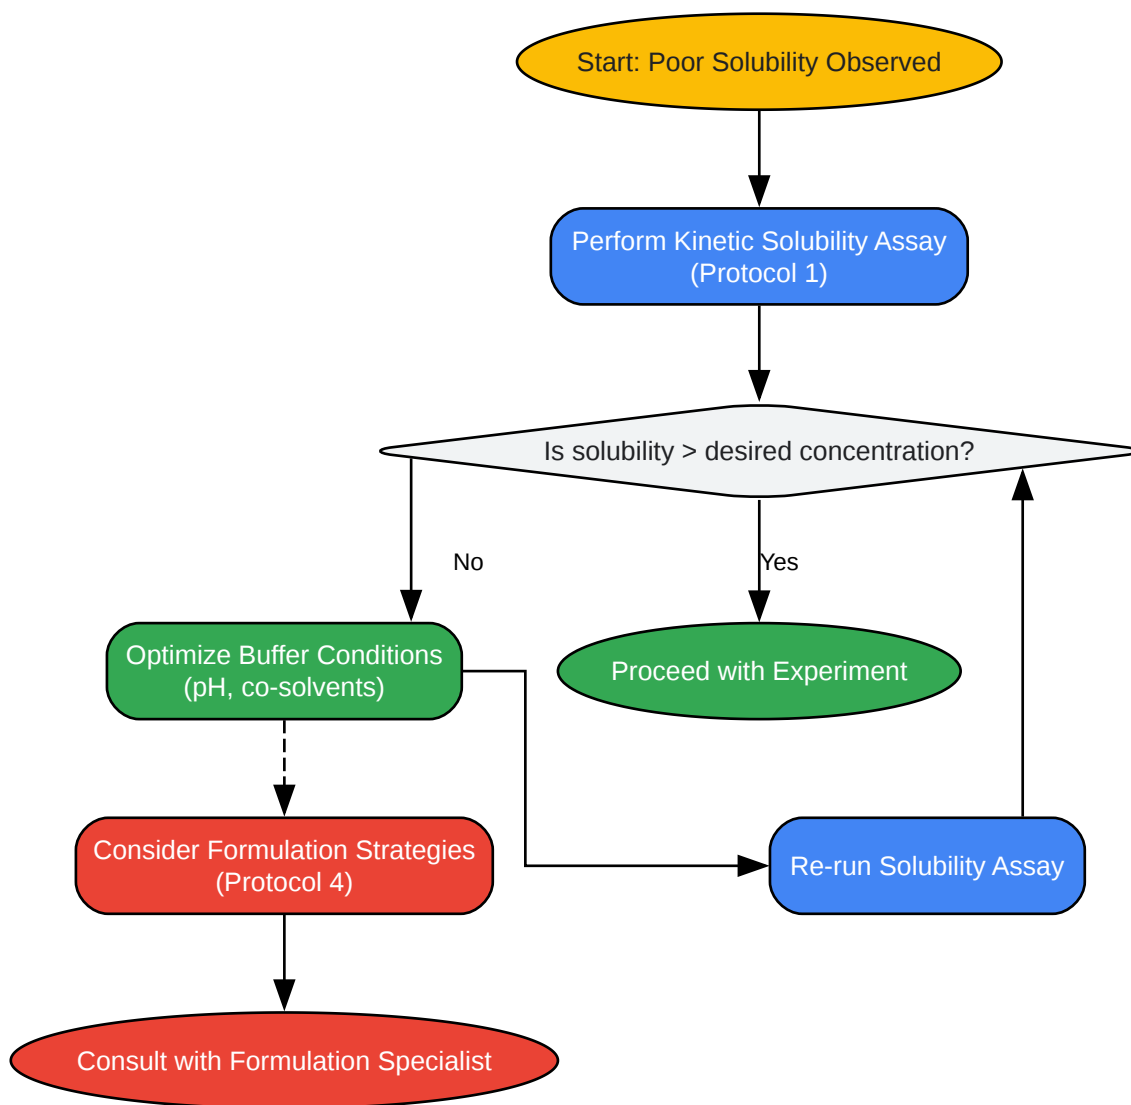 Start: Poor Solubility Observed
Perform Kinetic Solubility Assay
(Protocol 1)
Is solubility > desired concentration?
No
Yes
Optimize Buffer Conditions
(pH, co-solvents)
Proceed with Experiment
Consider Formulation Strategies
(Protocol 4)
Re-run Solubility Assay
Consult with Formulation Specialist